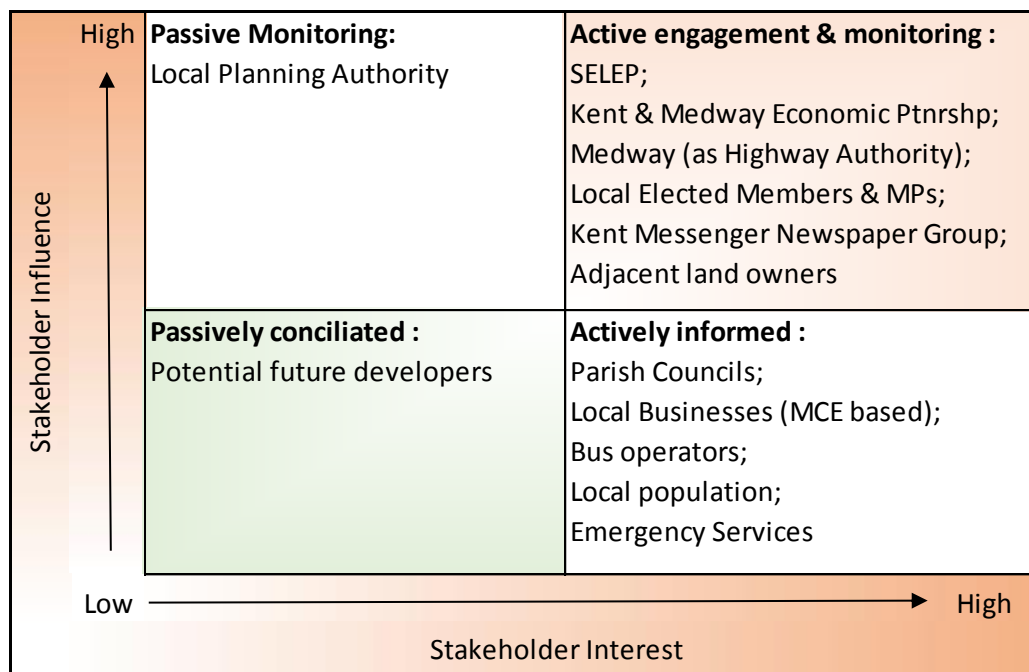 High
Passive Monitoring:
Local Planning Authority
Active engagement & monitoring :
SELEP;
Kent & Medway Economic Ptnrshp;
Medway (as Highway Authority);
Local Elected Members & MPs;
Kent Messenger Newspaper Group;
Adjacent land owners
Stakeholder Influence
Passively conciliated :
Potential future developers
Actively informed :
Parish Councils;
Local Businesses (MCE based);
Bus operators;
Local population;
Emergency Services
Low
High
Stakeholder Interest